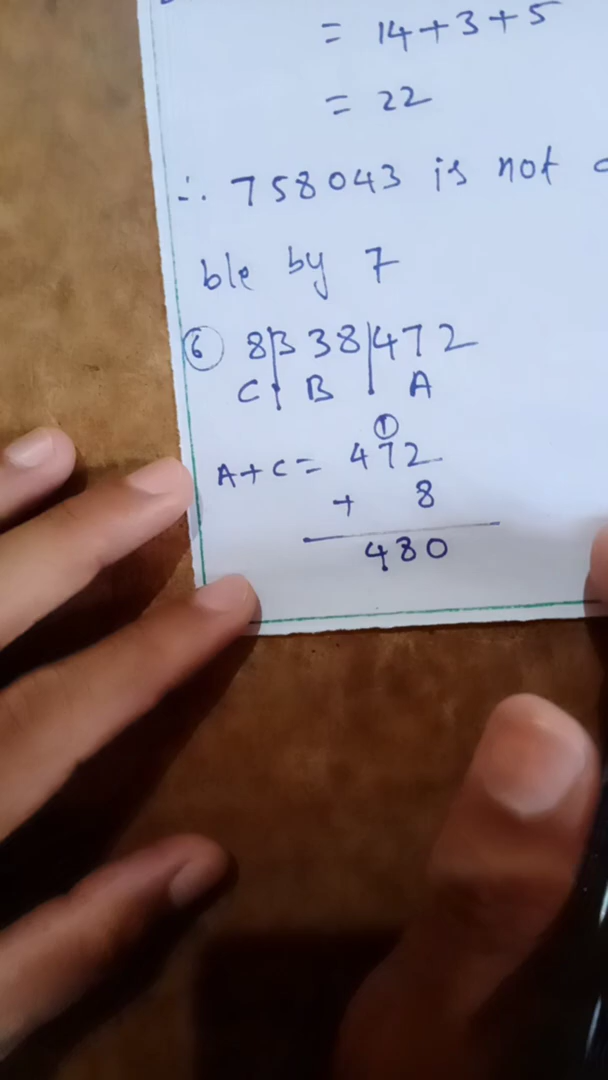 = 14+3+5
= 22
∴ 758043 is not
ble by 7
⑥ 8|338|472
C B A
①
A+C = 472
+ 8
480